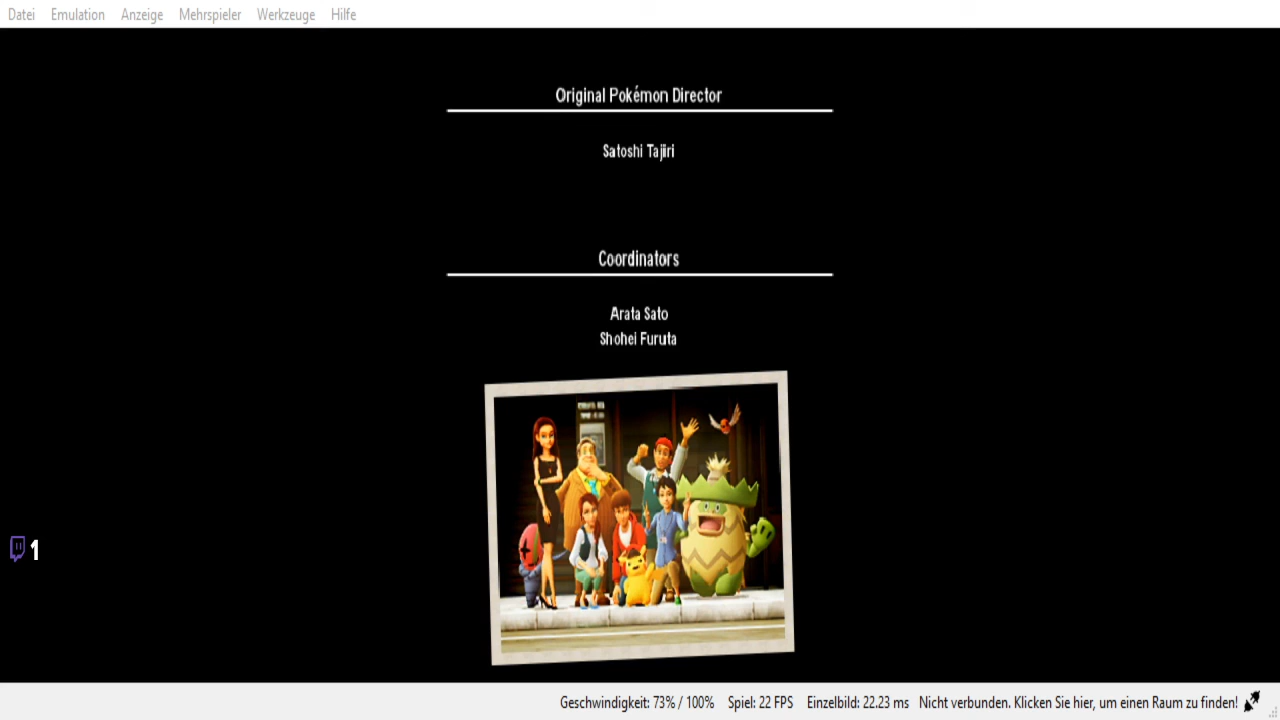 Datei Emulation Anzeige Mehrspieler Werkzeuge Hilfe
Original Pokémon Director
Satoshi Tajiri
Coordinators
Arata Sato
Shohei Furuta
1
Geschwindigkeit: 73% / 100% Spiel: 22 FPS Einzelbild: 22.23 ms Nicht verbunden. Klicken Sie hier, um einen Raum zu finden!